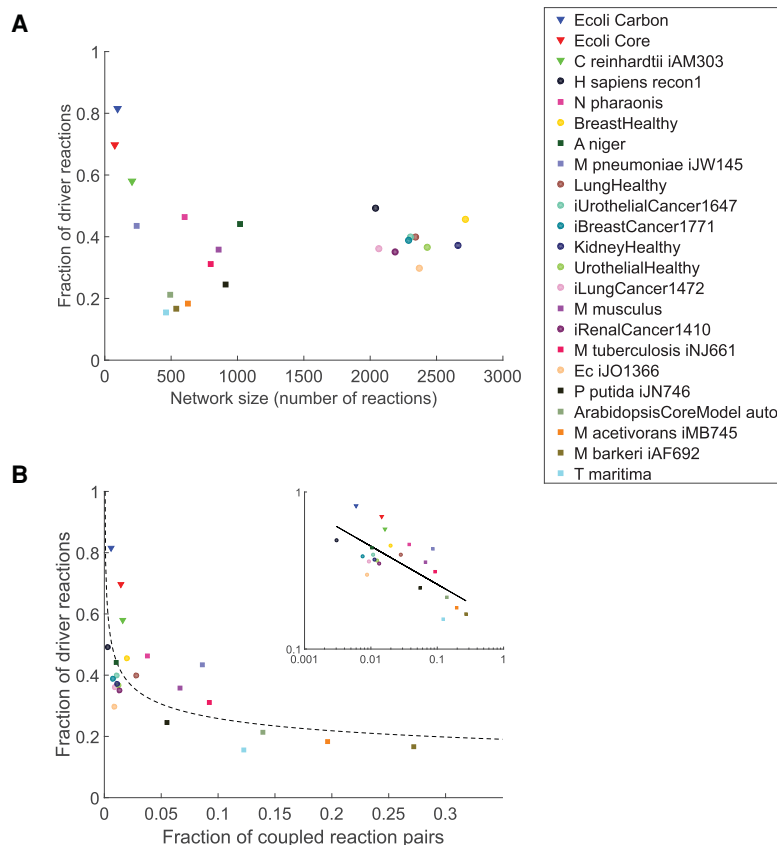 A
1
0.8
0.6
0.4
0.2
0
Fraction of driver reactions
0
500
1000
1500
2000
2500
3000
Network size (number of reactions)
Ecoli Carbon
Ecoli Core
C reinhardtii iAM303
H sapiens recon1
N pharaonis
BreastHealthy
A niger
M pneumoniae iJW145
LungHealthy
iUrothelialCancer1647
iBreastCancer1771
KidneyHealthy
UrothelialHealthy
iLungCancer1472
M musculus
iRenalCancer1410
M tuberculosis iNJ661
Ec iJO1366
P putida iJN746
ArabidopsisCoreModel auto
M acetivorans iMB745
M barkeri iAF692
T maritima
B
1
0.8
0.6
0.4
0.2
0
Fraction of driver reactions
0
0.05
0.1
0.15
0.2
0.25
0.3
Fraction of coupled reaction pairs
1
0.1
0.001
0.01
0.1
1